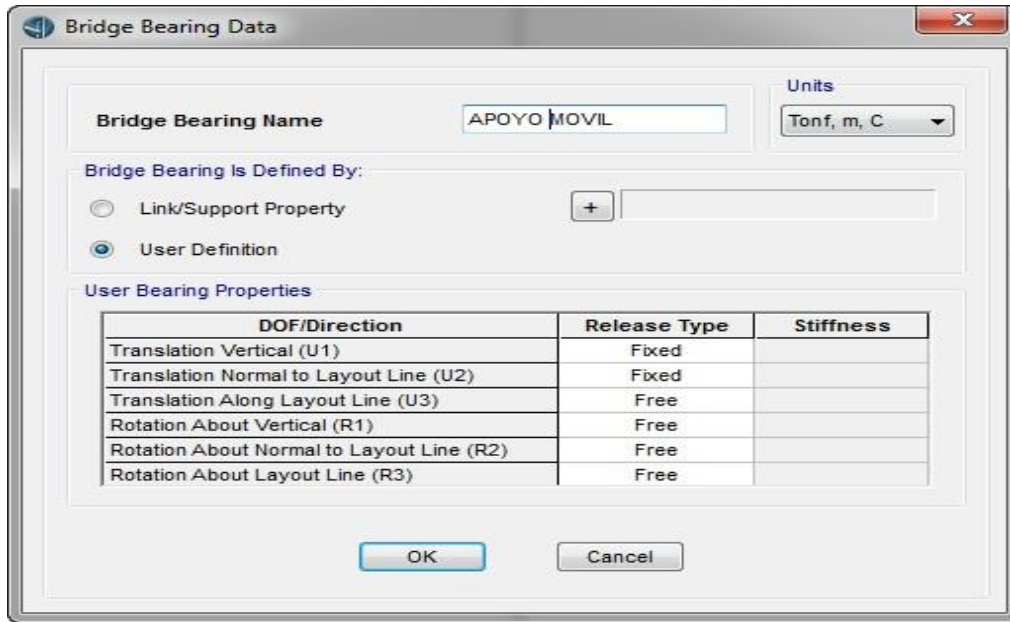 Bridge Bearing Data
Units
Bridge Bearing Name APOYO MOVIL Tonf, m, C
Bridge Bearing Is Defined By:
Link/Support Property +
User Definition
User Bearing Properties
DOF/Direction Release Type Stiffness
Translation Vertical (U1) Fixed
Translation Normal to Layout Line (U2) Fixed
Translation Along Layout Line (U3) Free
Rotation About Vertical (R1) Free
Rotation About Normal to Layout Line (R2) Free
Rotation About Layout Line (R3) Free
OK Cancel